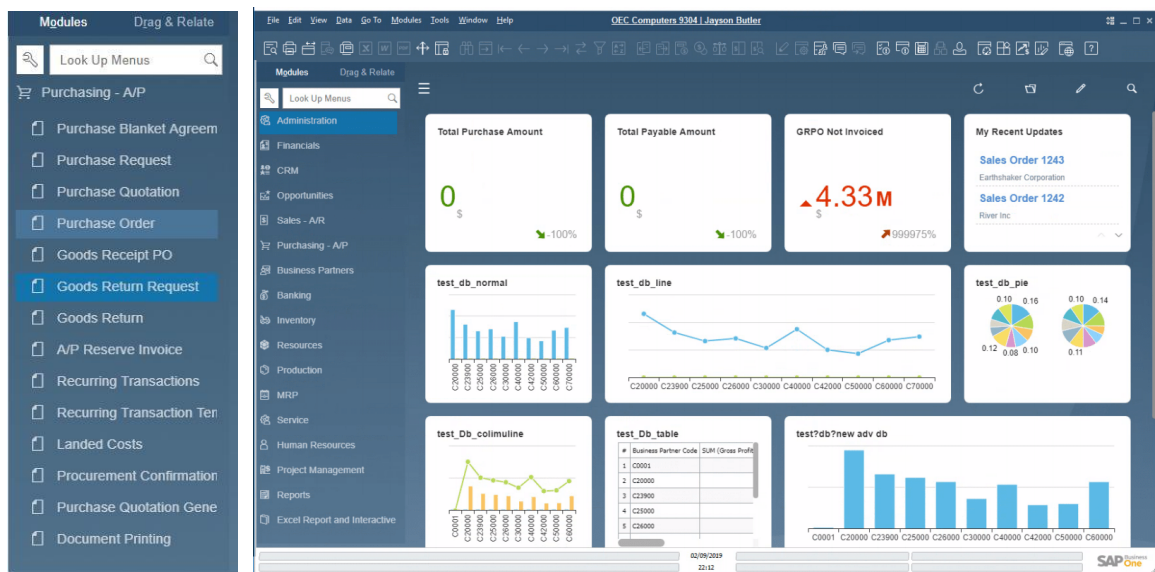 Modules Drag & Relate
Look Up Menus
Purchasing - A/P
Purchase Blanket Agreem
Purchase Request
Purchase Quotation
Purchase Order
Goods Receipt PO
Goods Return Request
Goods Return
A/P Reserve Invoice
Recurring Transactions
Recurring Transaction Ten
Landed Costs
Procurement Confirmation
Purchase Quotation Gene
Document Printing
File Edit View Data Go To Modules Tools Window Help
OEC Computers 9304 | Jayson Butler
Modules Drag & Relate
Look Up Menus
Administration
Financials
CRM
Opportunities
Sales - A/R
Purchasing - A/P
Business Partners
Banking
Inventory
Resources
Production
MRP
Service
Human Resources
Project Management
Reports
Excel Report and Interactive
Total Purchase Amount
0
$
-100%
Total Payable Amount
0
$
-100%
GRPO Not Invoiced
4.33 M
$
999975%
My Recent Updates
Sales Order 1243
Earthshaker Corporation
Sales Order 1242
River Inc
test_db_normal
C20000 C23900 C25000 C26000 C30000 C40000 C42000 C50000 C60000 C70000
test_db_line
C20000 C23900 C25000 C26000 C30000 C40000 C42000 C50000 C60000 C70000
test_db_pie
0.10 0.16 0.10 0.14
0.12 0.08 0.10 0.11
test_Db_colimuline
C0001 C20000 C23900 C25000 C26000 C30000 C40000 C42000 C50000 C60000
test_Db_table
# Business Partner Code SUM (Gross Profit
1 C0001
2 C20000
3 C23900
4 C25000
5 C26000
test?db?new adv db
C0001 C20000 C23900 C25000 C26000 C30000 C40000 C42000 C50000 C60000
02/09/2019
22:12
SAP Business One